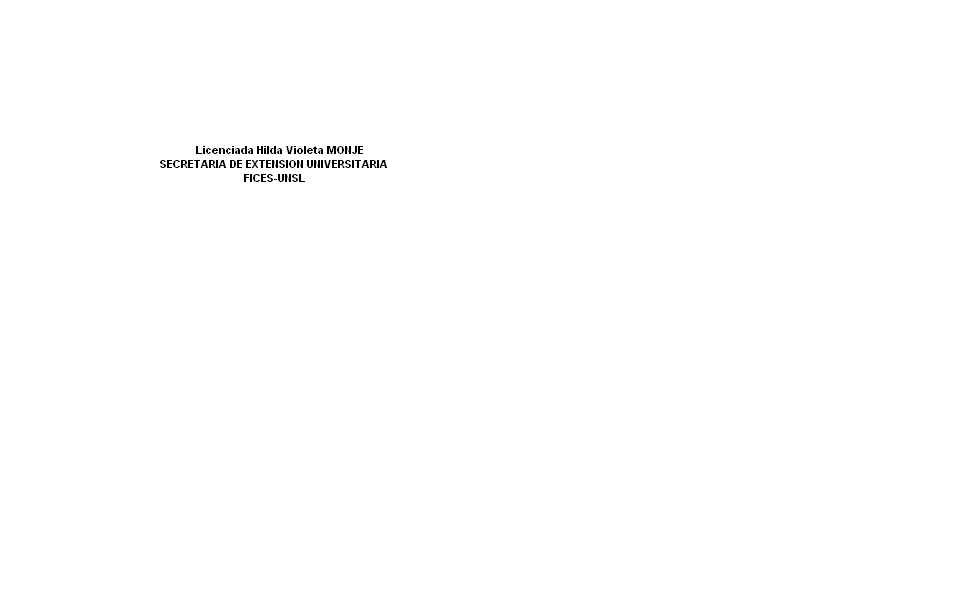 Licenciada Hilda Violeta MONJE
SECRETARIA DE EXTENSION UNIVERSITARIA
FICES-UNSL